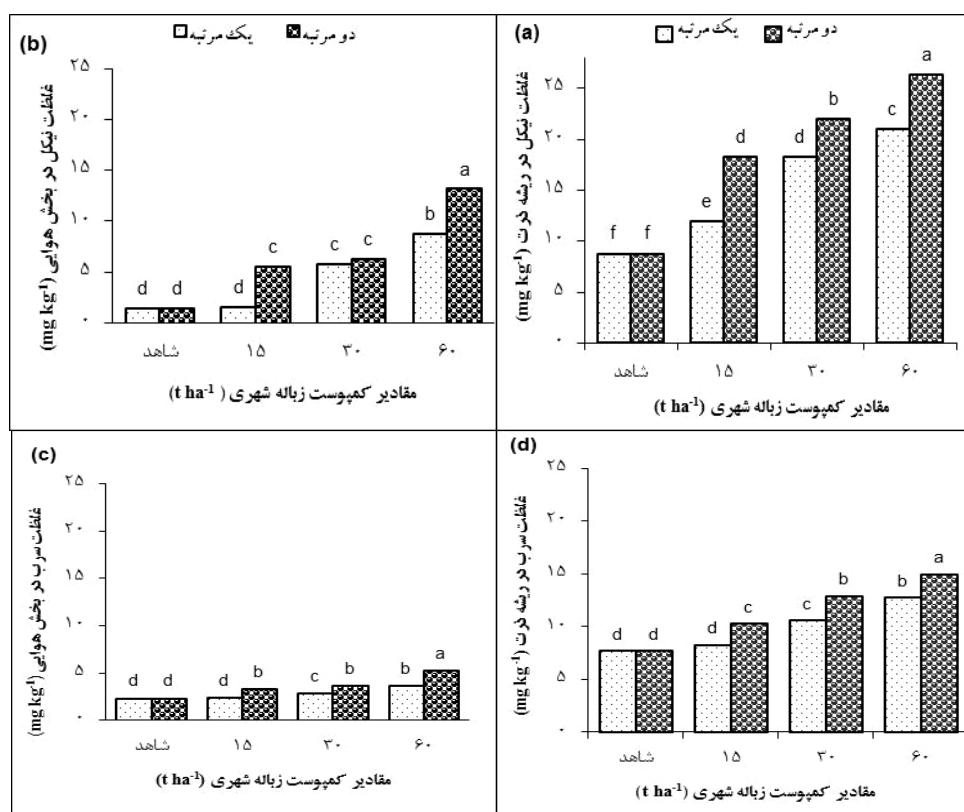 (a)
یک مرتبه
دو مرتبه
غلظت نیکل در ریشه ذرت (mg kg-1)
۲۵
۲۰
۱۵
۱۰
۵
۰
f f e d d b c a
شاهد ۱۵ ۳۰ ۶۰
مقادیر کمپوست زباله شهری (t ha-1)
(b)
یک مرتبه
دو مرتبه
غلظت نیکل در بخش هوایی (mg kg-1)
۲۵
۲۰
۱۵
۱۰
۵
۰
d d d c c c b a
شاهد ۱۵ ۳۰ ۶۰
مقادیر کمپوست زباله شهری ( t ha-1)
(d)
غلظت سرب در ریشه ذرت (mg kg-1)
۲۵
۲۰
۱۵
۱۰
۵
۰
d d d c c b b a
شاهد ۱۵ ۳۰ ۶۰
مقادیر کمپوست زباله شهری (t ha-1)
(c)
غلظت سرب در بخش هوایی (mg kg-1)
۲۵
۲۰
۱۵
۱۰
۵
۰
d d d b c b b a
شاهد ۱۵ ۳۰ ۶۰
مقادیر کمپوست زباله شهری (t ha-1)